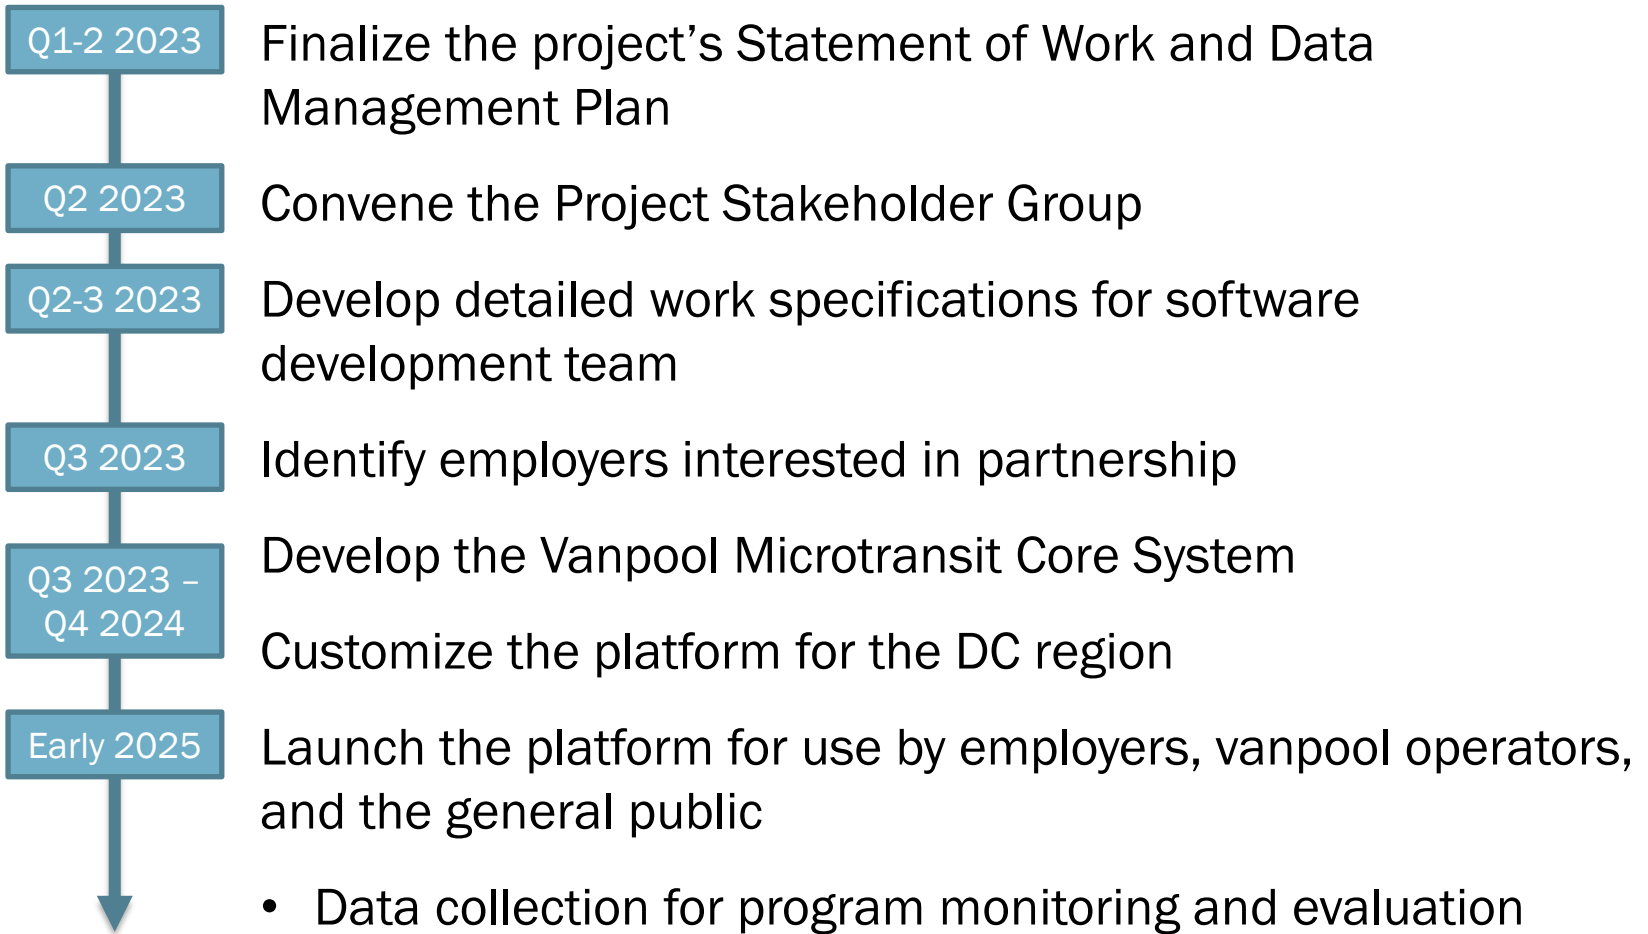 Q1-2 2023
Finalize the project’s Statement of Work and Data
Management Plan
Q2 2023
Convene the Project Stakeholder Group
Q2-3 2023
Develop detailed work specifications for software
development team
Q3 2023
Identify employers interested in partnership
Q3 2023 –
Q4 2024
Develop the Vanpool Microtransit Core System
Customize the platform for the DC region
Early 2025
Launch the platform for use by employers, vanpool operators,
and the general public
• Data collection for program monitoring and evaluation